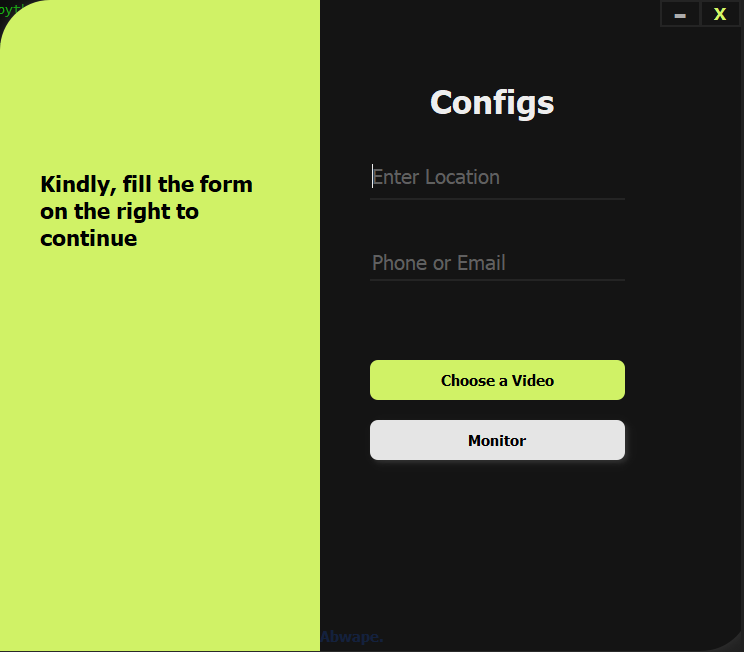 X
Configs
Kindly, fill the form
on the right to
continue
Enter Location
Phone or Email
Choose a Video
Monitor
Abwape.